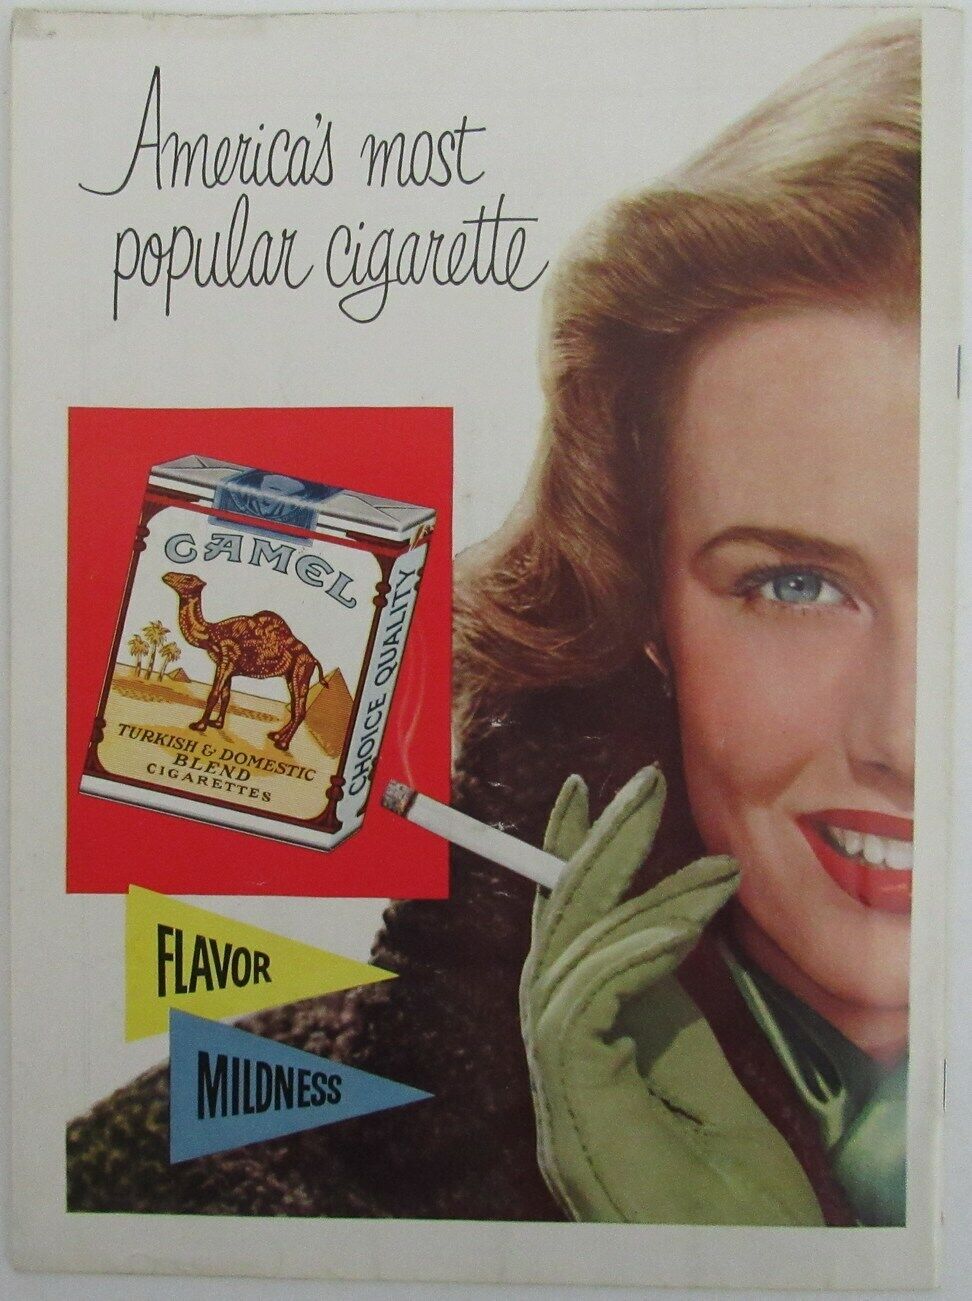 America's most
popular cigarette
CAMEL
TURKISH & DOMESTIC
BLEND
CIGARETTES
CHOICE QUALITY
FLAVOR
MILDNESS